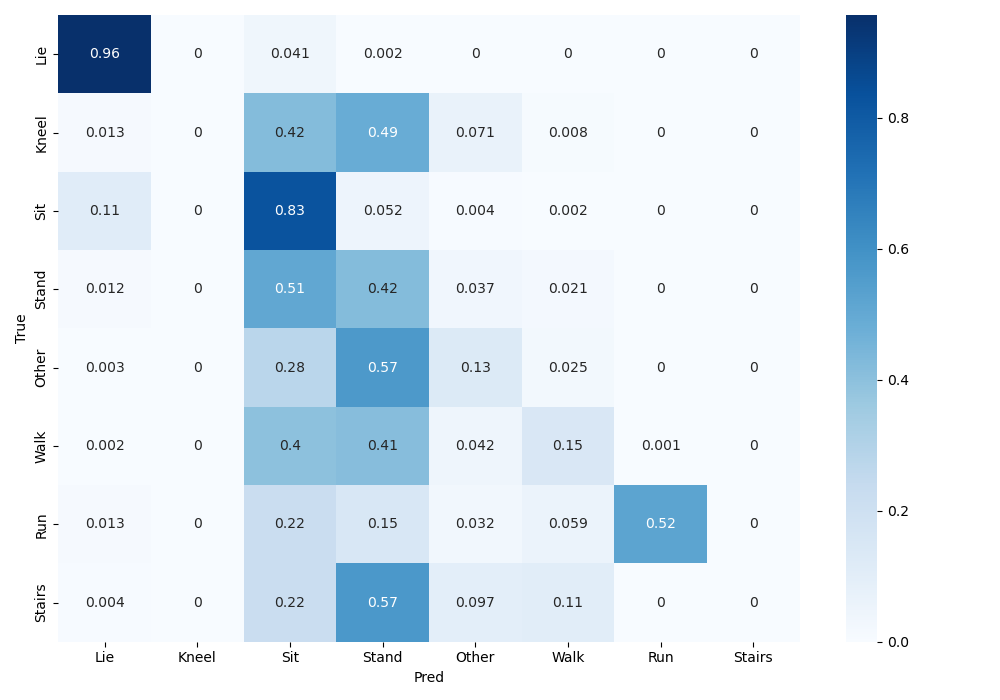 Lie 0.96 0 0.041 0.002 0 0 0 0
Kneel 0.013 0 0.42 0.49 0.071 0.008 0 0
Sit 0.11 0 0.83 0.052 0.004 0.002 0 0
Stand 0.012 0 0.51 0.42 0.037 0.021 0 0
Other 0.003 0 0.28 0.57 0.13 0.025 0 0
Walk 0.002 0 0.4 0.41 0.042 0.15 0.001 0
Run 0.013 0 0.22 0.15 0.032 0.059 0.52 0
Stairs 0.004 0 0.22 0.57 0.097 0.11 0 0
Lie Kneel Sit Stand Other Walk Run Stairs
Pred
True
0.8
0.6
0.4
0.2
0.0